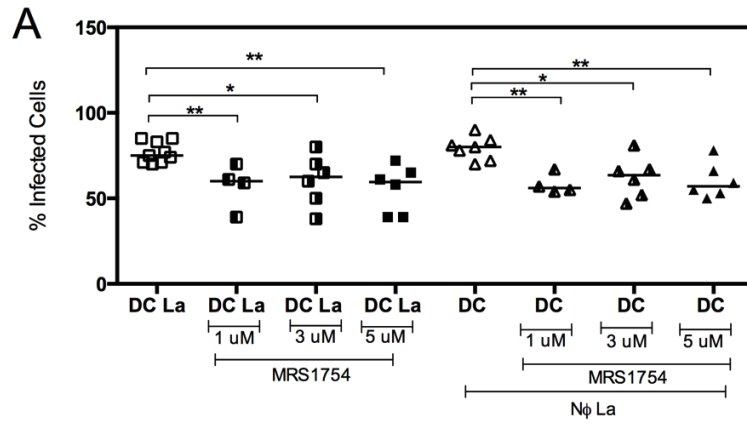 A
150
**
**
*
*
**
**
100
% Infected Cells
50
0
DC La DC La DC La DC La DC DC DC DC
1 uM 3 uM 5 uM 1 uM 3 uM 5 uM
MRS1754 MRS1754
Nϕ La